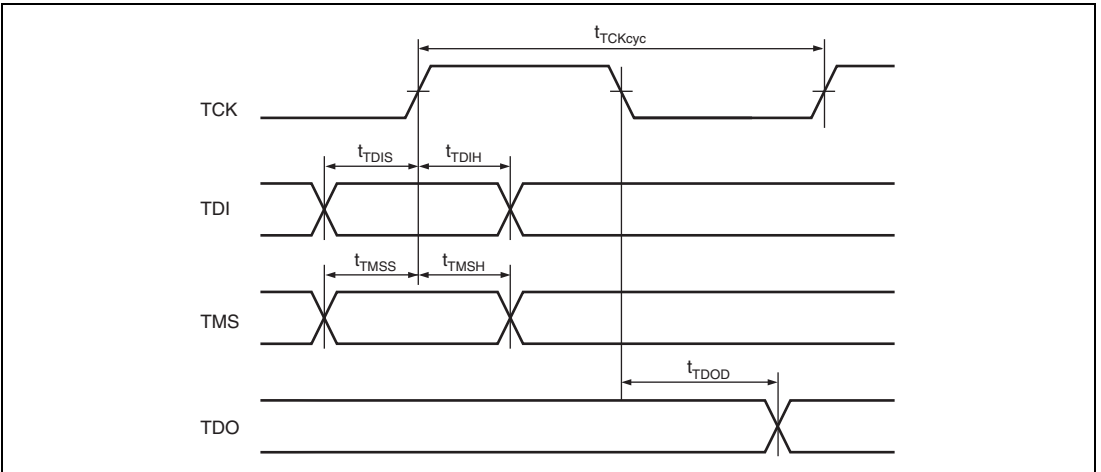 tTCKcyc
TCK
tTDIS tTDIH
TDI
tTMSS tTMSH
TMS
tTDOD
TDO